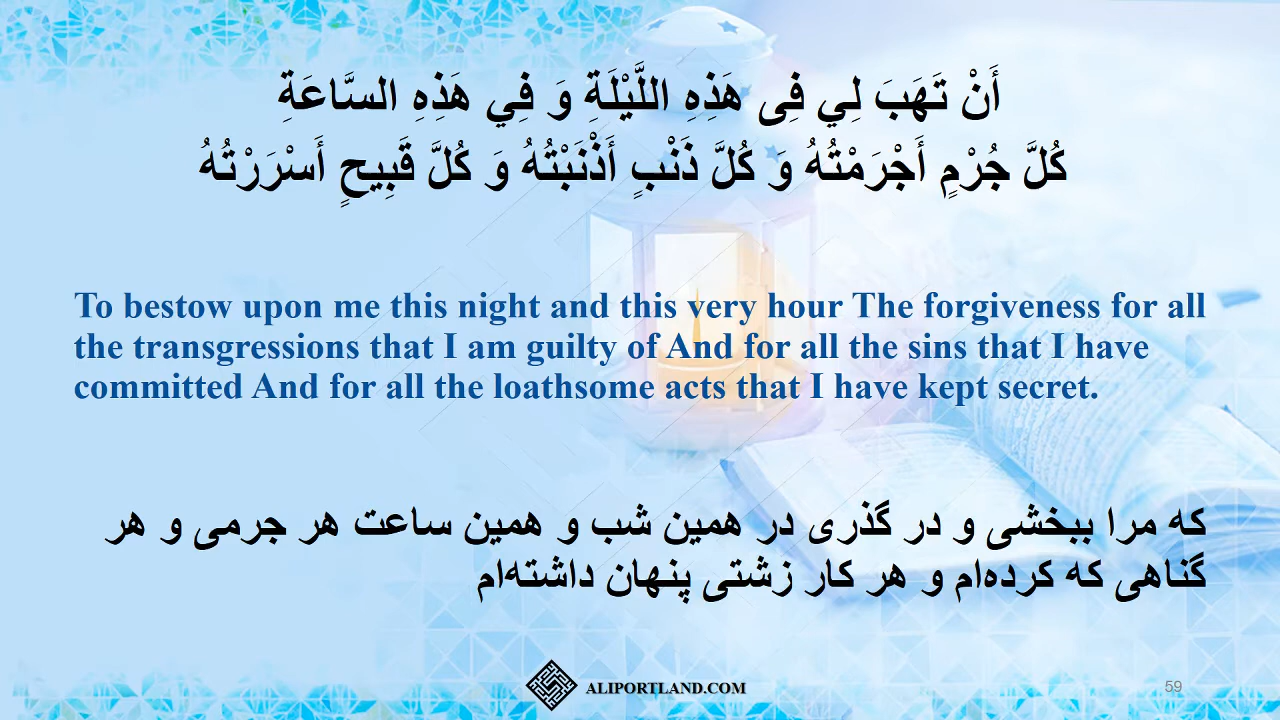 أَنْ تَهَبَ لِي فِى هَذِهِ اللَّيْلَةِ وَ فِي هَذِهِ السَّاعَةِ
كُلَّ جُرْمٍ أَجْرَمْتُهُ وَ كُلَّ ذَنْبٍ أَذْنَبْتُهُ وَ كُلَّ قَبِيحٍ أَسْرَرْتُهُ
To bestow upon me this night and this very hour The forgiveness for all
the transgressions that I am guilty of And for all the sins that I have
committed And for all the loathsome acts that I have kept secret.
که مرا ببخشی و در گذری در همین شب و همین ساعت هر جرمی و هر
گناهی که کرده‌ام و هر کار زشتی پنهان داشته‌ام
ALIPORTLAND.COM
59